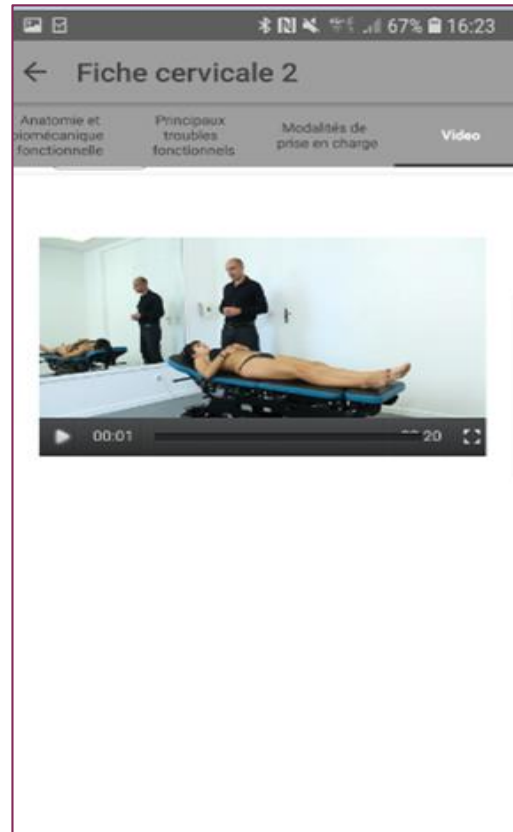 67% 16:23
Fiche cervicale 2
Anatomie et
biomécanique
fonctionnelle
Principaux
troubles
fonctionnels
Modalités de
prise en charge
Video
00:01
20